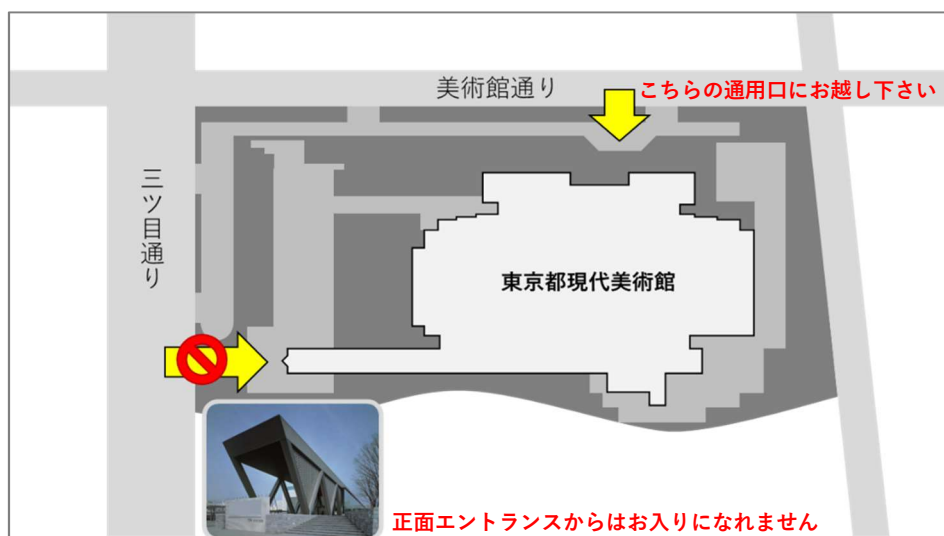 美術館通り
こちらの通用口にお越し下さい
三ツ目通り
東京都現代美術館
正面エントランスからはお入りになれません